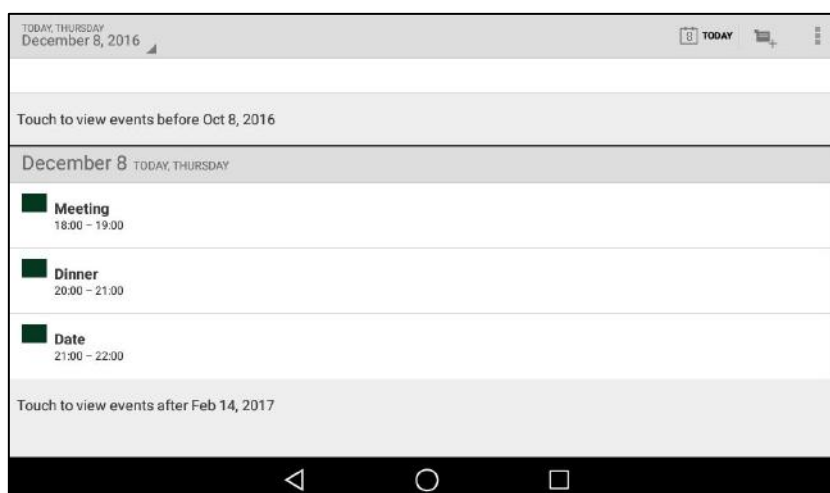 TODAY, THURSDAY
December 8, 2016
8 TODAY
Touch to view events before Oct 8, 2016
December 8 TODAY, THURSDAY
Meeting
18:00 – 19:00
Dinner
20:00 – 21:00
Date
21:00 – 22:00
Touch to view events after Feb 14, 2017